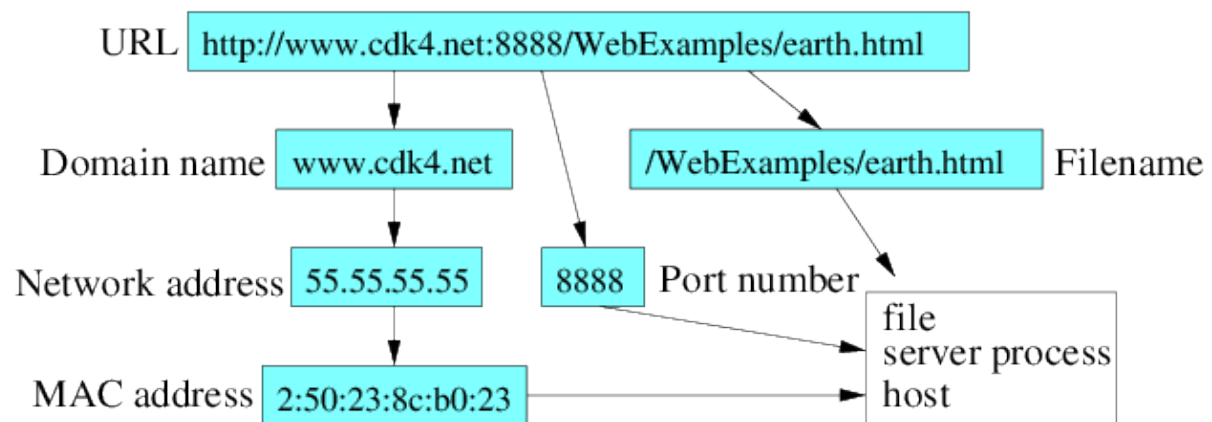 URL http://www.cdk4.net:8888/WebExamples/earth.html
Domain name www.cdk4.net /WebExamples/earth.html Filename
Network address 55.55.55.55 8888 Port number
file
server process
MAC address 2:50:23:8c:b0:23 host